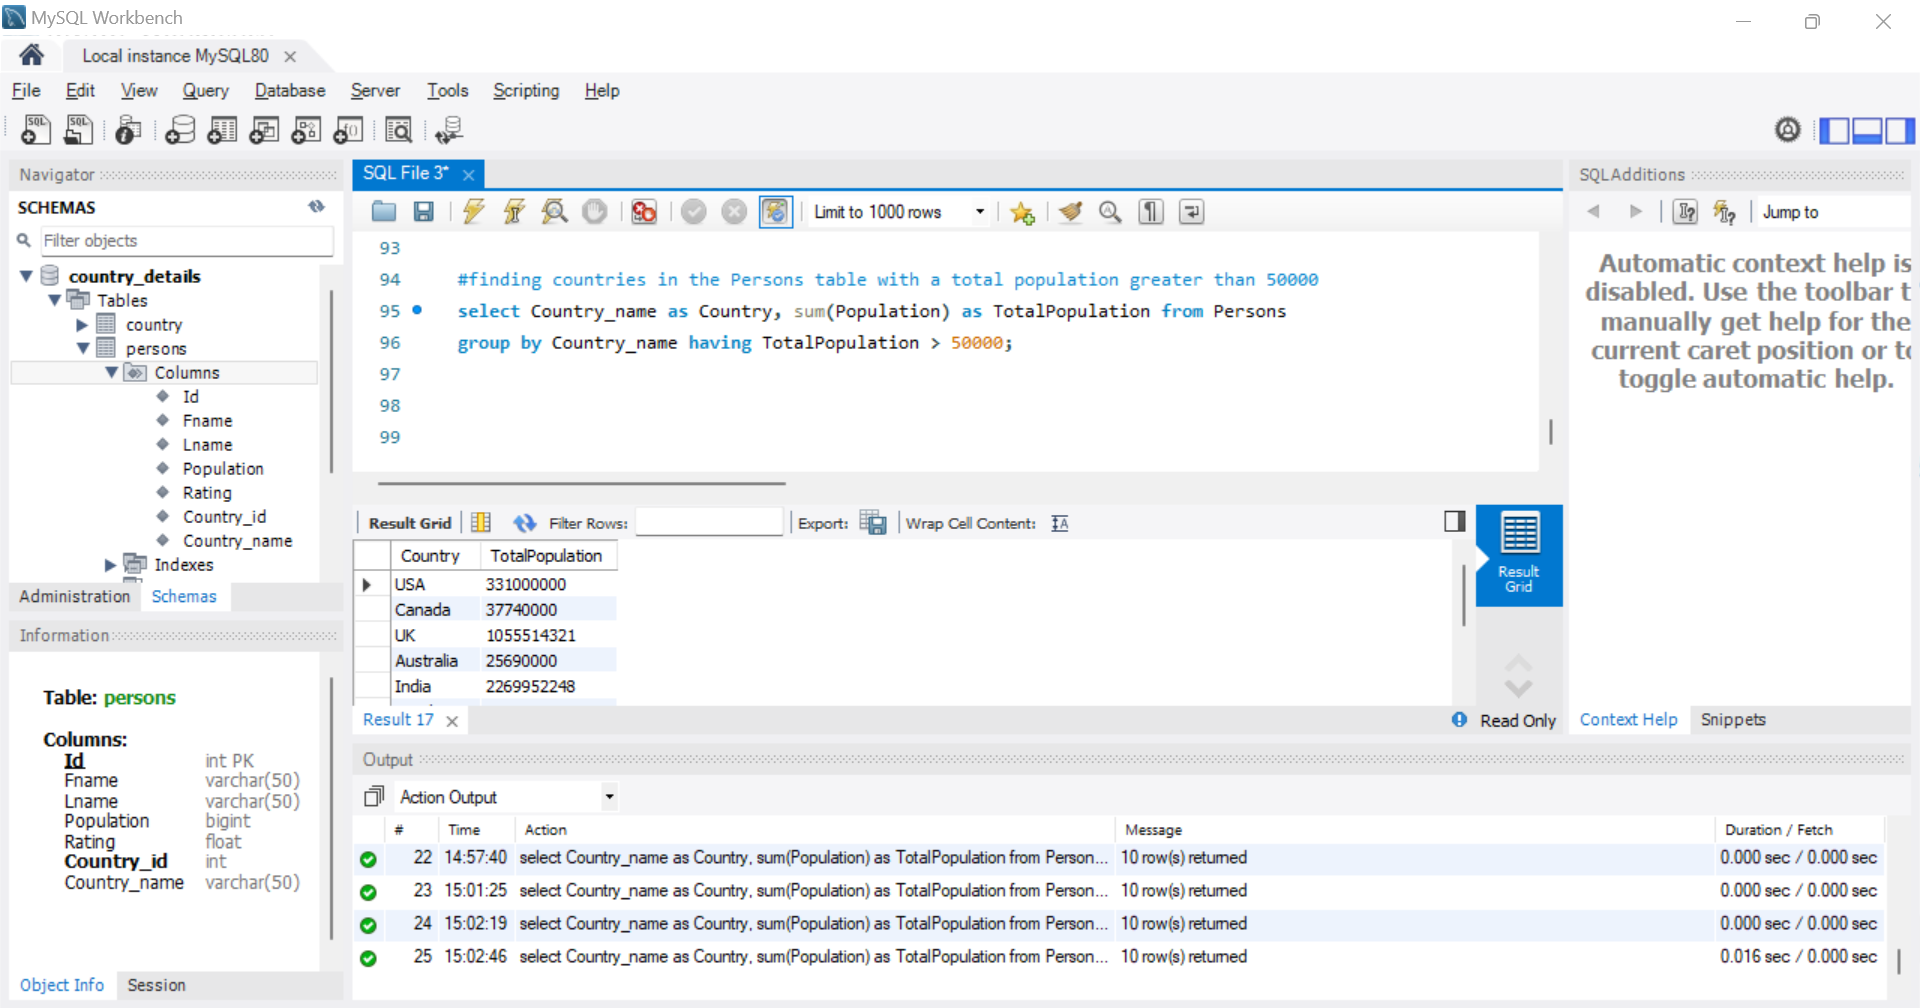 MySQL Workbench
Local instance MySQL80
File Edit View Query Database Server Tools Scripting Help
Navigator
SCHEMAS
Filter objects
country_details
Tables
country
persons
Columns
Id
Fname
Lname
Population
Rating
Country_id
Country_name
Indexes
Administration Schemas
Information
Table: persons
Columns:
Id int PK
Fname varchar(50)
Lname varchar(50)
Population bigint
Rating float
Country_id int
Country_name varchar(50)
Object Info Session
SQL File 3*
Limit to 1000 rows
93
94 #finding countries in the Persons table with a total population greater than 50000
95 select Country_name as Country, sum(Population) as TotalPopulation from Persons
96 group by Country_name having TotalPopulation > 50000;
97
98
99
Result Grid Filter Rows: Export: Wrap Cell Content:
Country TotalPopulation
USA 331000000
Canada 37740000
UK 1055514321
Australia 25690000
India 2269952248
Result Grid
Result 17
Read Only
SQLAdditions
Jump to
Automatic context help is
disabled. Use the toolbar t
manually get help for the
current caret position or to
toggle automatic help.
Context Help Snippets
Output
Action Output
# Time Action Message Duration / Fetch
22 14:57:40 select Country_name as Country, sum(Population) as TotalPopulation from Person... 10 row(s) returned 0.000 sec / 0.000 sec
23 15:01:25 select Country_name as Country, sum(Population) as TotalPopulation from Person... 10 row(s) returned 0.000 sec / 0.000 sec
24 15:02:19 select Country_name as Country, sum(Population) as TotalPopulation from Person... 10 row(s) returned 0.000 sec / 0.000 sec
25 15:02:46 select Country_name as Country, sum(Population) as TotalPopulation from Person... 10 row(s) returned 0.016 sec / 0.000 sec